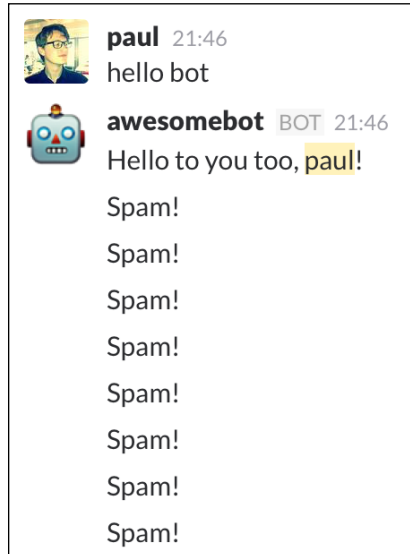 paul 21:46
hello bot
awesomebot BOT 21:46
Hello to you too, paul!
Spam!
Spam!
Spam!
Spam!
Spam!
Spam!
Spam!
Spam!